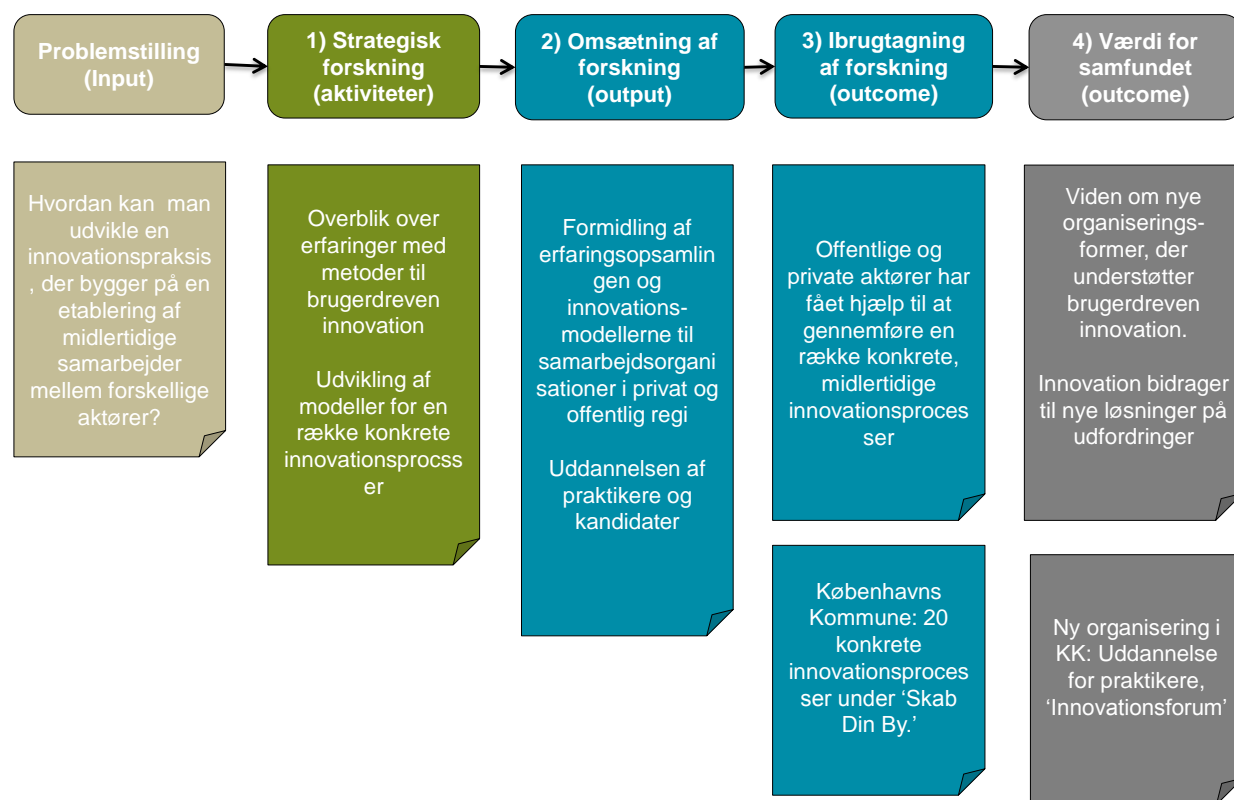 Problemstilling
(Input)
1) Strategisk
forskning
(aktiviteter)
2) Omsætning af
forskning
(output)
3) Ibrugtagning
af forskning
(outcome)
4) Værdi for
samfundet
(outcome)
Hvordan kan man
udvikle en
innovationspraksis
, der bygger på en
etablering af
midlertidige
samarbejder
mellem forskellige
aktører?
Overblik over
erfaringer med
metoder til
brugerdreven
innovation
Udvikling af
modeller for en
række konkrete
innovationsprocss
er
Formidling af
erfaringsopsamlin
gen og
innovations-
modellerne til
samarbejdsorgani
sationer i privat og
offentlig regi
Uddannelsen af
praktikere og
kandidater
Offentlige og
private aktører har
fået hjælp til at
gennemføre en
række konkrete,
midlertidige
innovationsproces
ser
Københavns
Kommune: 20
konkrete
innovationsproces
ser under ‘Skab
Din By.’
Viden om nye
organiserings-
former, der
understøtter
brugerdreven
innovation.
Innovation bidrager
til nye løsninger på
udfordringer
Ny organisering i
KK: Uddannelse
for praktikere,
‘Innovationsforum’